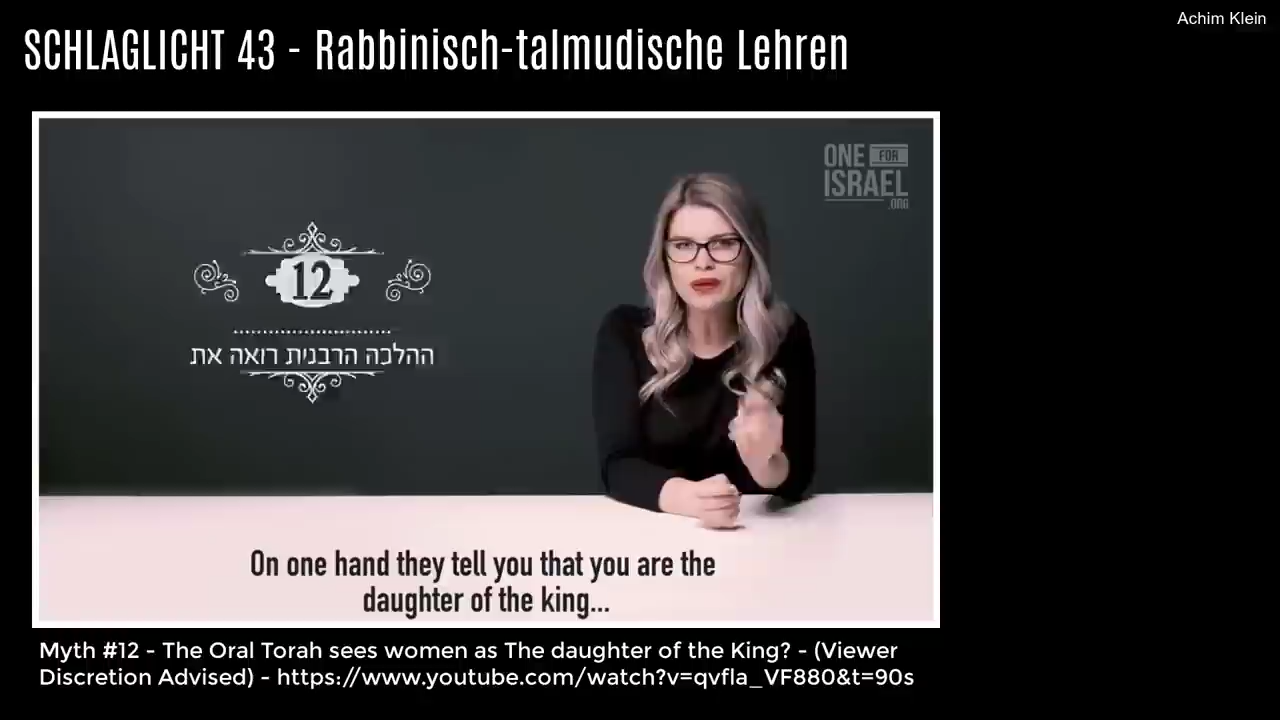 Achim Klein
SCHLAGLICHT 43 - Rabbinisch-talmudische Lehren
ONE FOR
ISRAEL
.ORG
12
ההלכה הרבנית רואה את
On one hand they tell you that you are the
daughter of the king...
Myth #12 - The Oral Torah sees women as The daughter of the King? - (Viewer
Discretion Advised) - https://www.youtube.com/watch?v=qvfla_VF880&t=90s